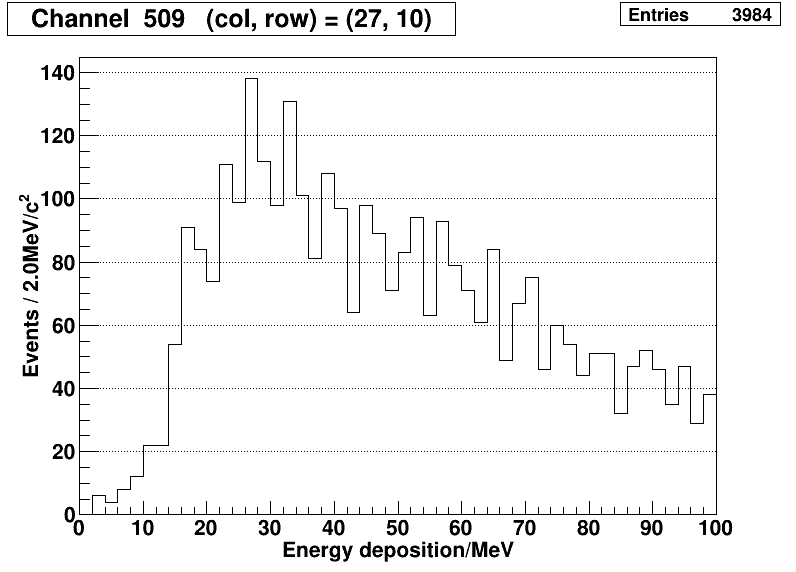 Channel  509   (col, row) = (27, 10)
Entries 3984
Events / 2.0MeV/c²
140
120
100
80
60
40
20
0
0 10 20 30 40 50 60 70 80 90 100
Energy deposition/MeV